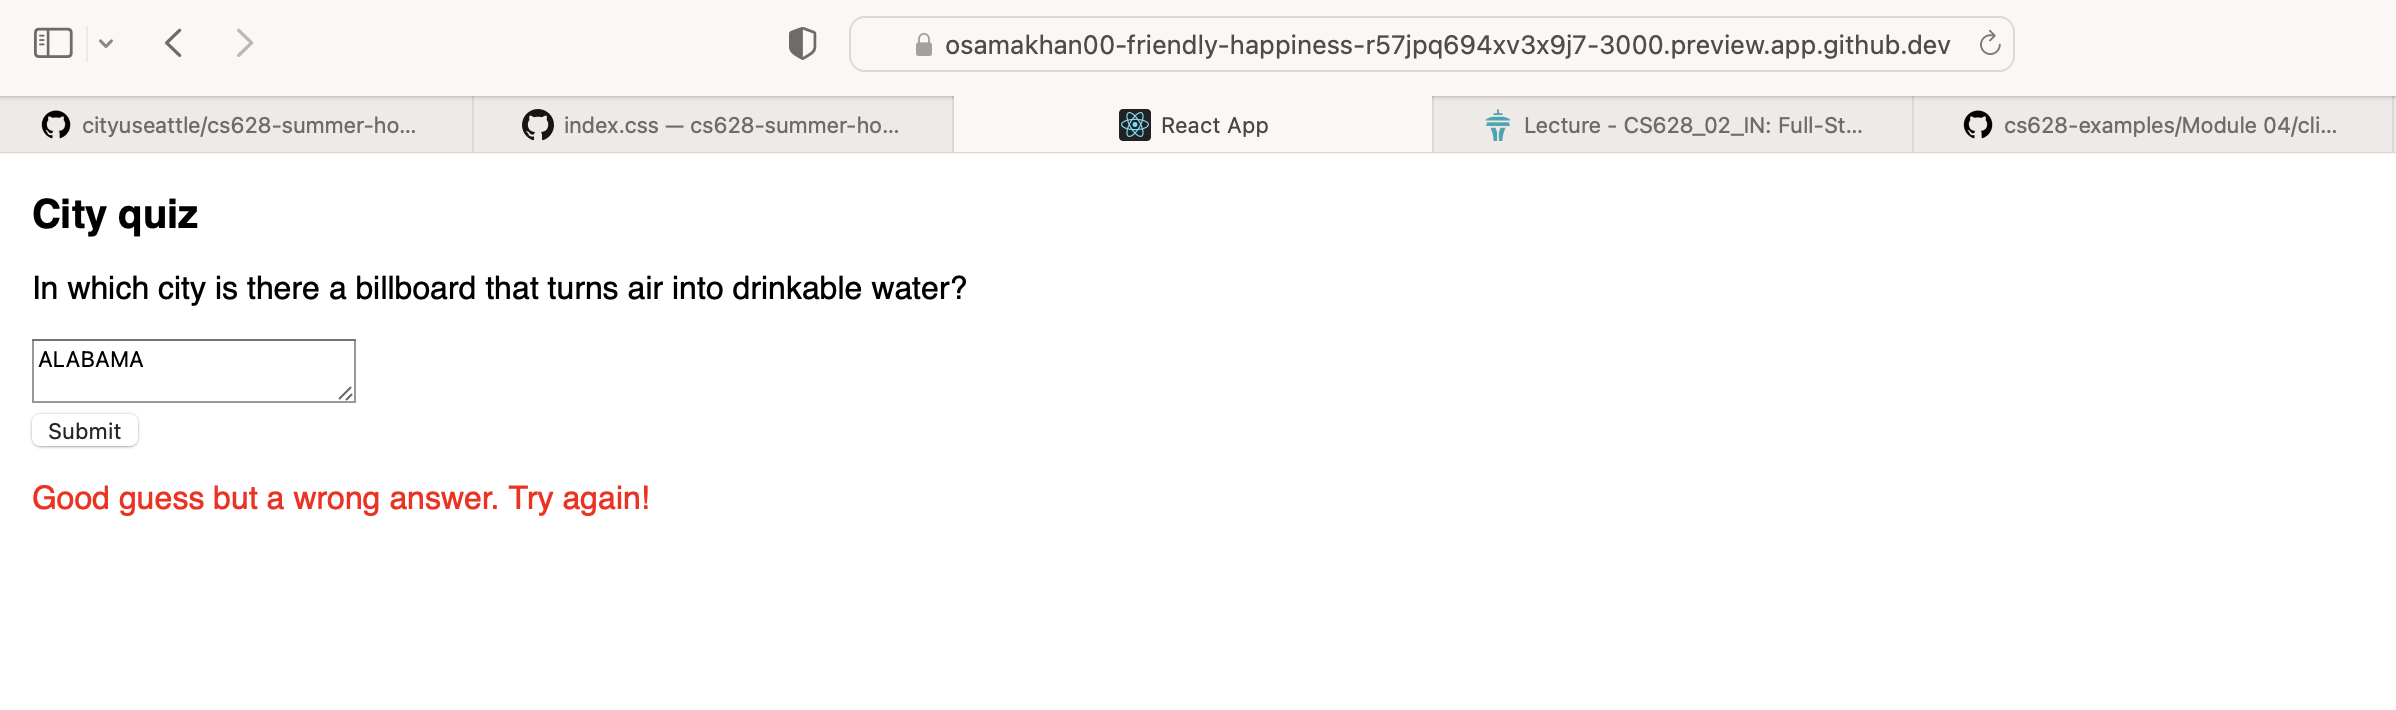 osamakhan00-friendly-happiness-r57jpq694xv3x9j7-3000.preview.app.github.dev
cityuseattle/cs628-summer-ho...
index.css — cs628-summer-ho...
React App
Lecture - CS628_02_IN: Full-St...
cs628-examples/Module 04/cli...
City quiz
In which city is there a billboard that turns air into drinkable water?
ALABAMA
Submit
Good guess but a wrong answer. Try again!